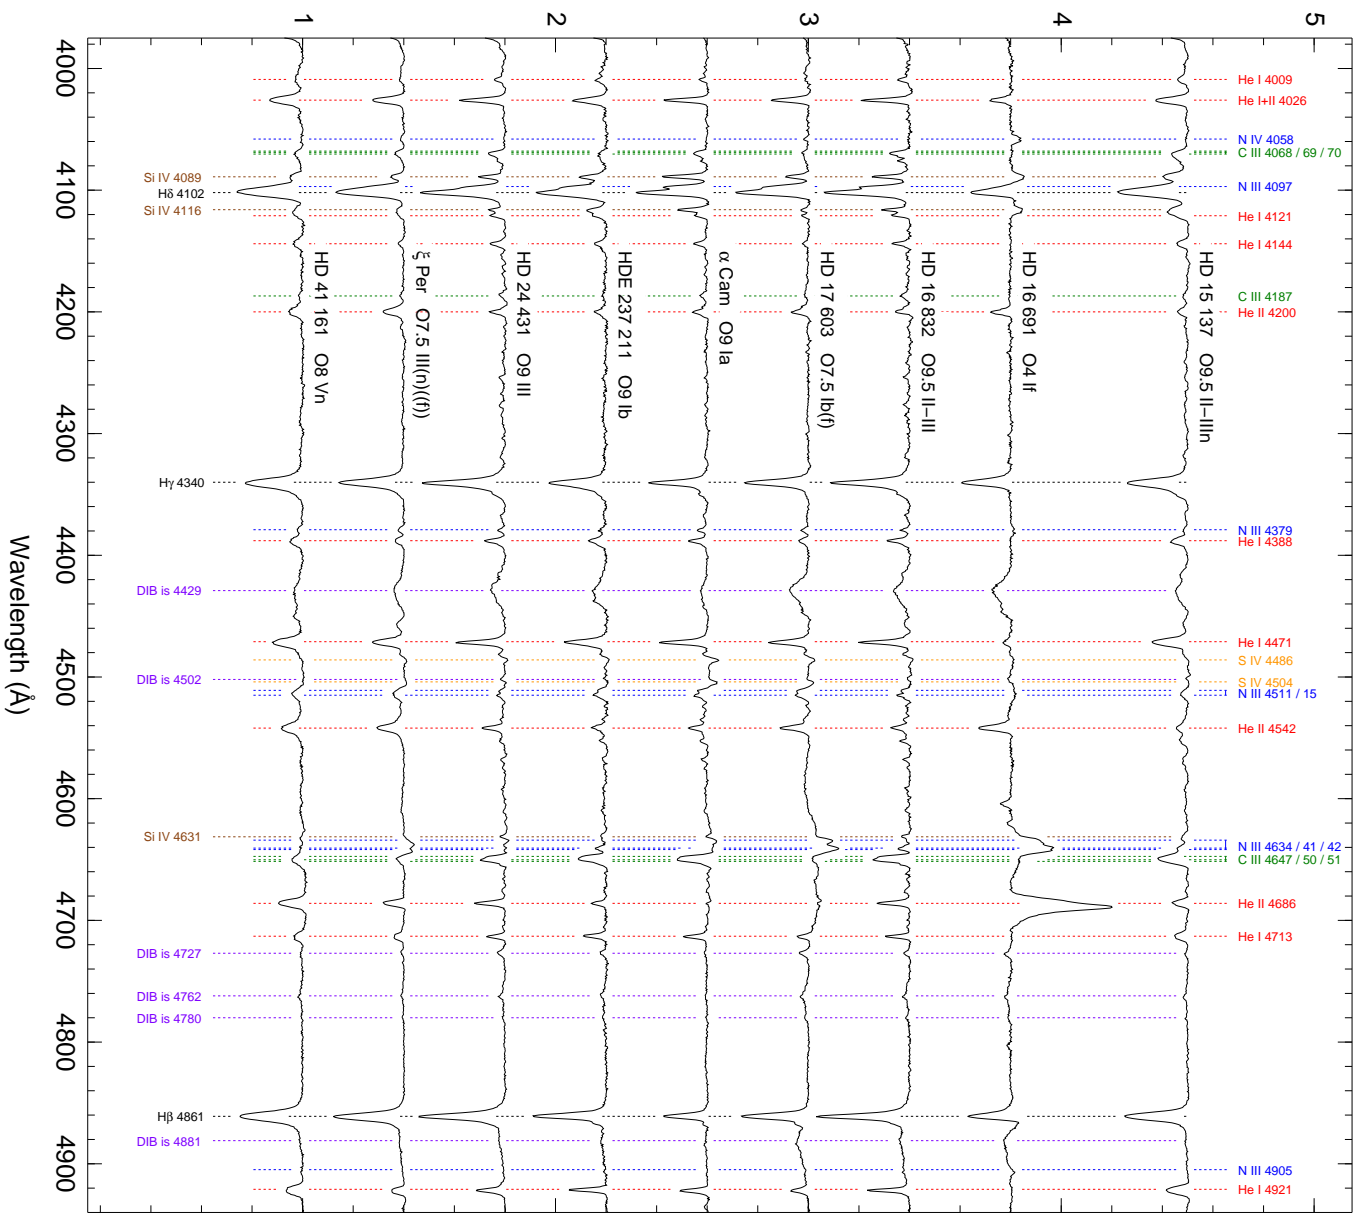 1
2
3
4
5
4000
4100
4200
4300
4400
4500
4600
4700
4800
4900
Wavelength (Å)
He I 4009
He I+II 4026
N IV 4058
C III 4068 / 69 / 70
Si IV 4089
N III 4097
Hδ 4102
Si IV 4116
He I 4121
He I 4144
C III 4187
He II 4200
HD 41 161 O8 Vn
ξ Per O7.5 III(n)((f))
HD 24 431 O9 III
HDE 237 211 O9 Ib
α Cam O9 Ia
HD 17 603 O7.5 Ib(f)
HD 16 832 O9.5 II−III
HD 16 691 O4 If
HD 15 137 O9.5 II−IIIn
Hγ 4340
N III 4379
He I 4388
DIB is 4429
He I 4471
S IV 4486
DIB is 4502
S IV 4504
N III 4511 / 15
He II 4542
Si IV 4631
N III 4634 / 41 / 42
C III 4647 / 50 / 51
He II 4686
He I 4713
DIB is 4727
DIB is 4762
DIB is 4780
Hβ 4861
DIB is 4881
N III 4905
He I 4921